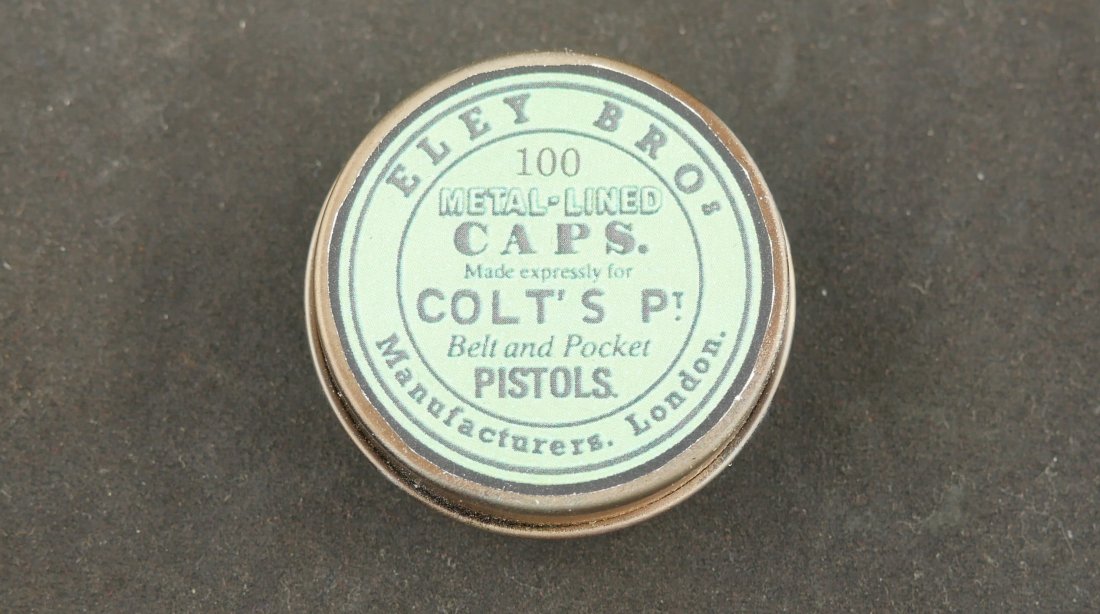 ELEY BROS
100
METAL-LINED
CAPS.
Made expressly for
COLT'S PT.
Belt and Pocket
PISTOLS.
Manufacturers. London.